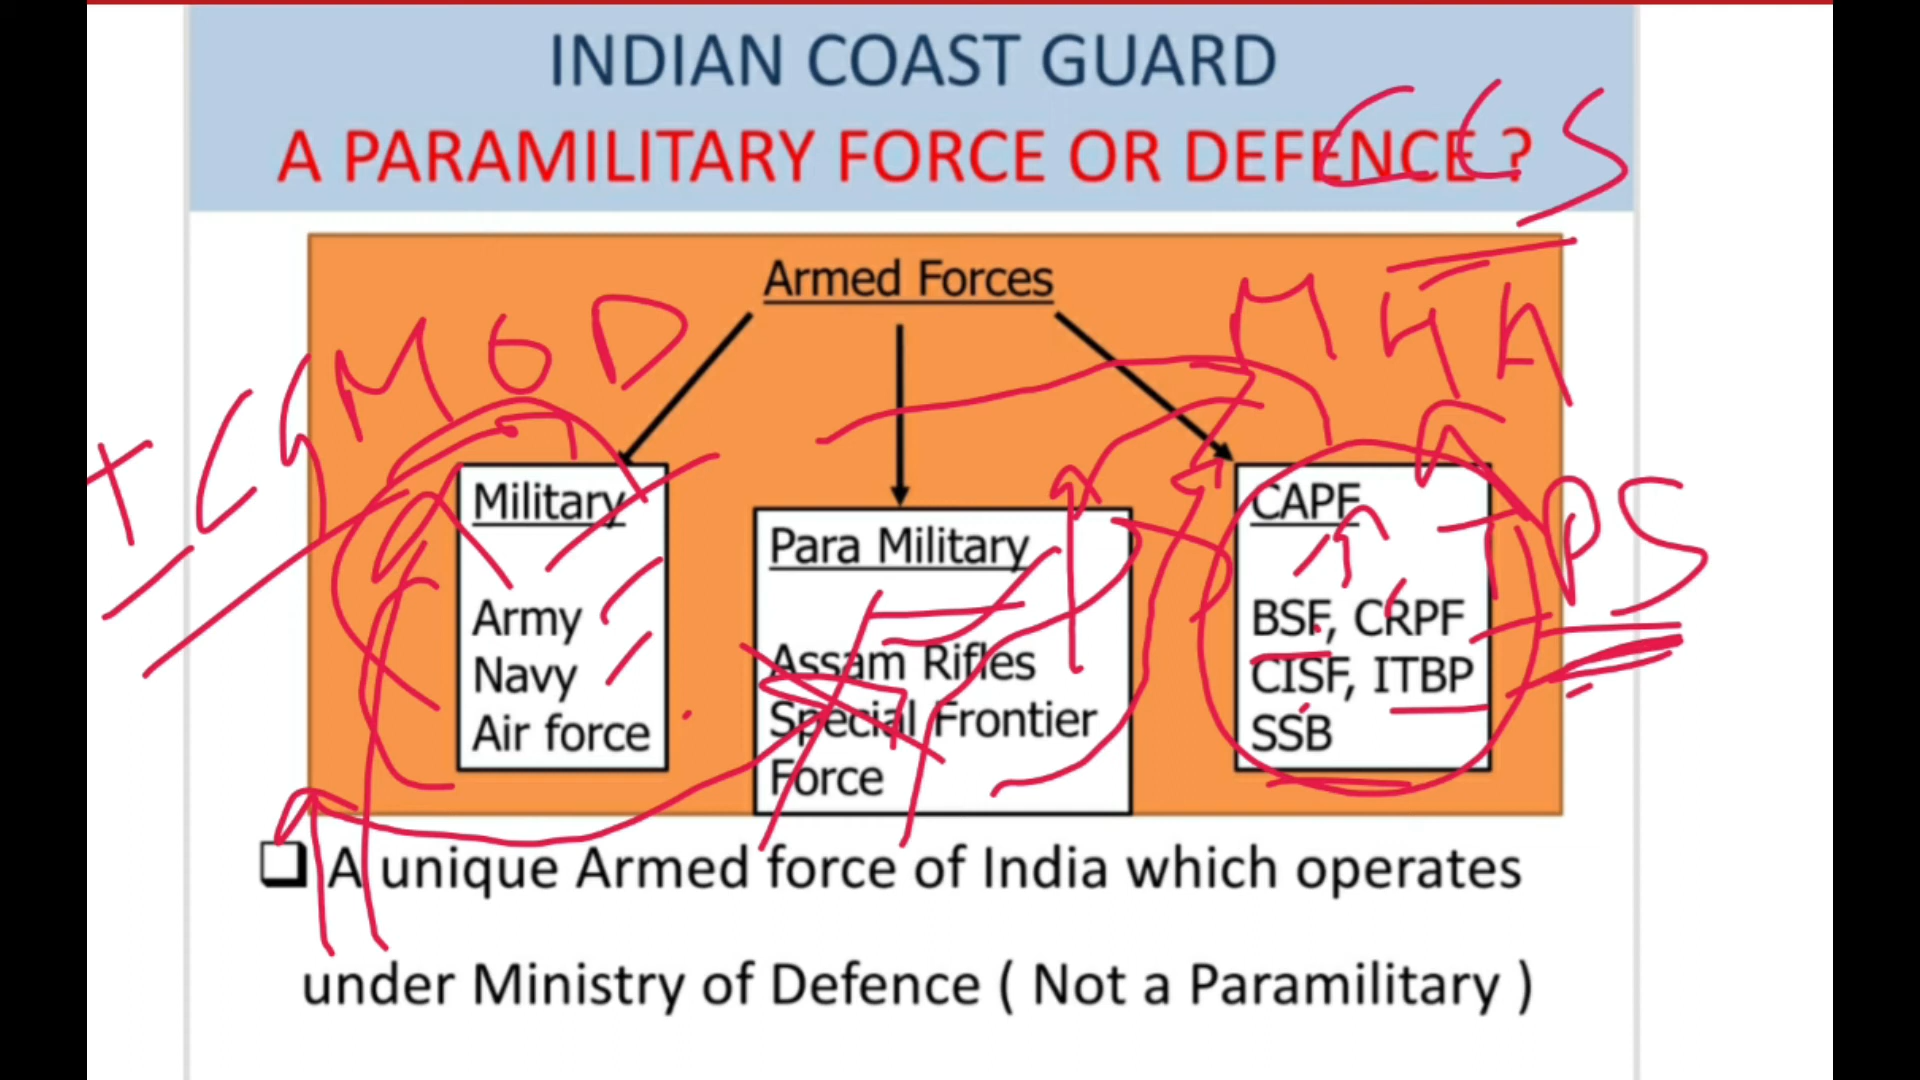 INDIAN COAST GUARD
A PARAMILITARY FORCE OR DEFENCE ?
CCS
Armed Forces
MOD
MHA
+CG
Military
Army
Navy
Air force
Para Military
Assam Rifles
Special Frontier
Force
CAPF
BSF, CRPF
CISF, ITBP
SSB
IPS
❑ A unique Armed force of India which operates
under Ministry of Defence ( Not a Paramilitary )